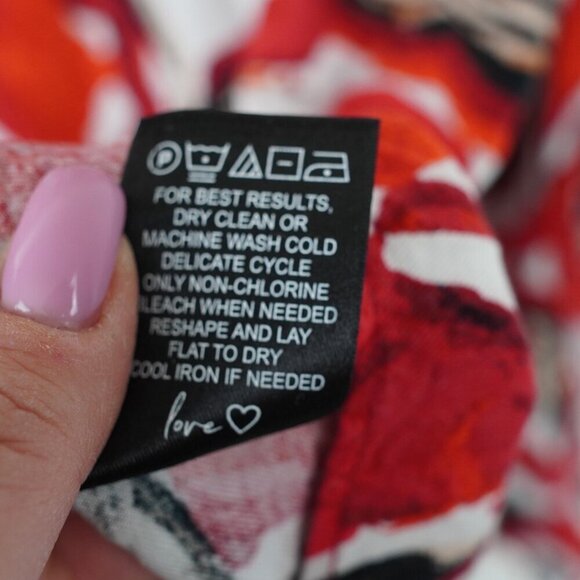 FOR BEST RESULTS,
DRY CLEAN OR
MACHINE WASH COLD
DELICATE CYCLE
ONLY NON-CHLORINE
BLEACH WHEN NEEDED
RESHAPE AND LAY
FLAT TO DRY
COOL IRON IF NEEDED
love